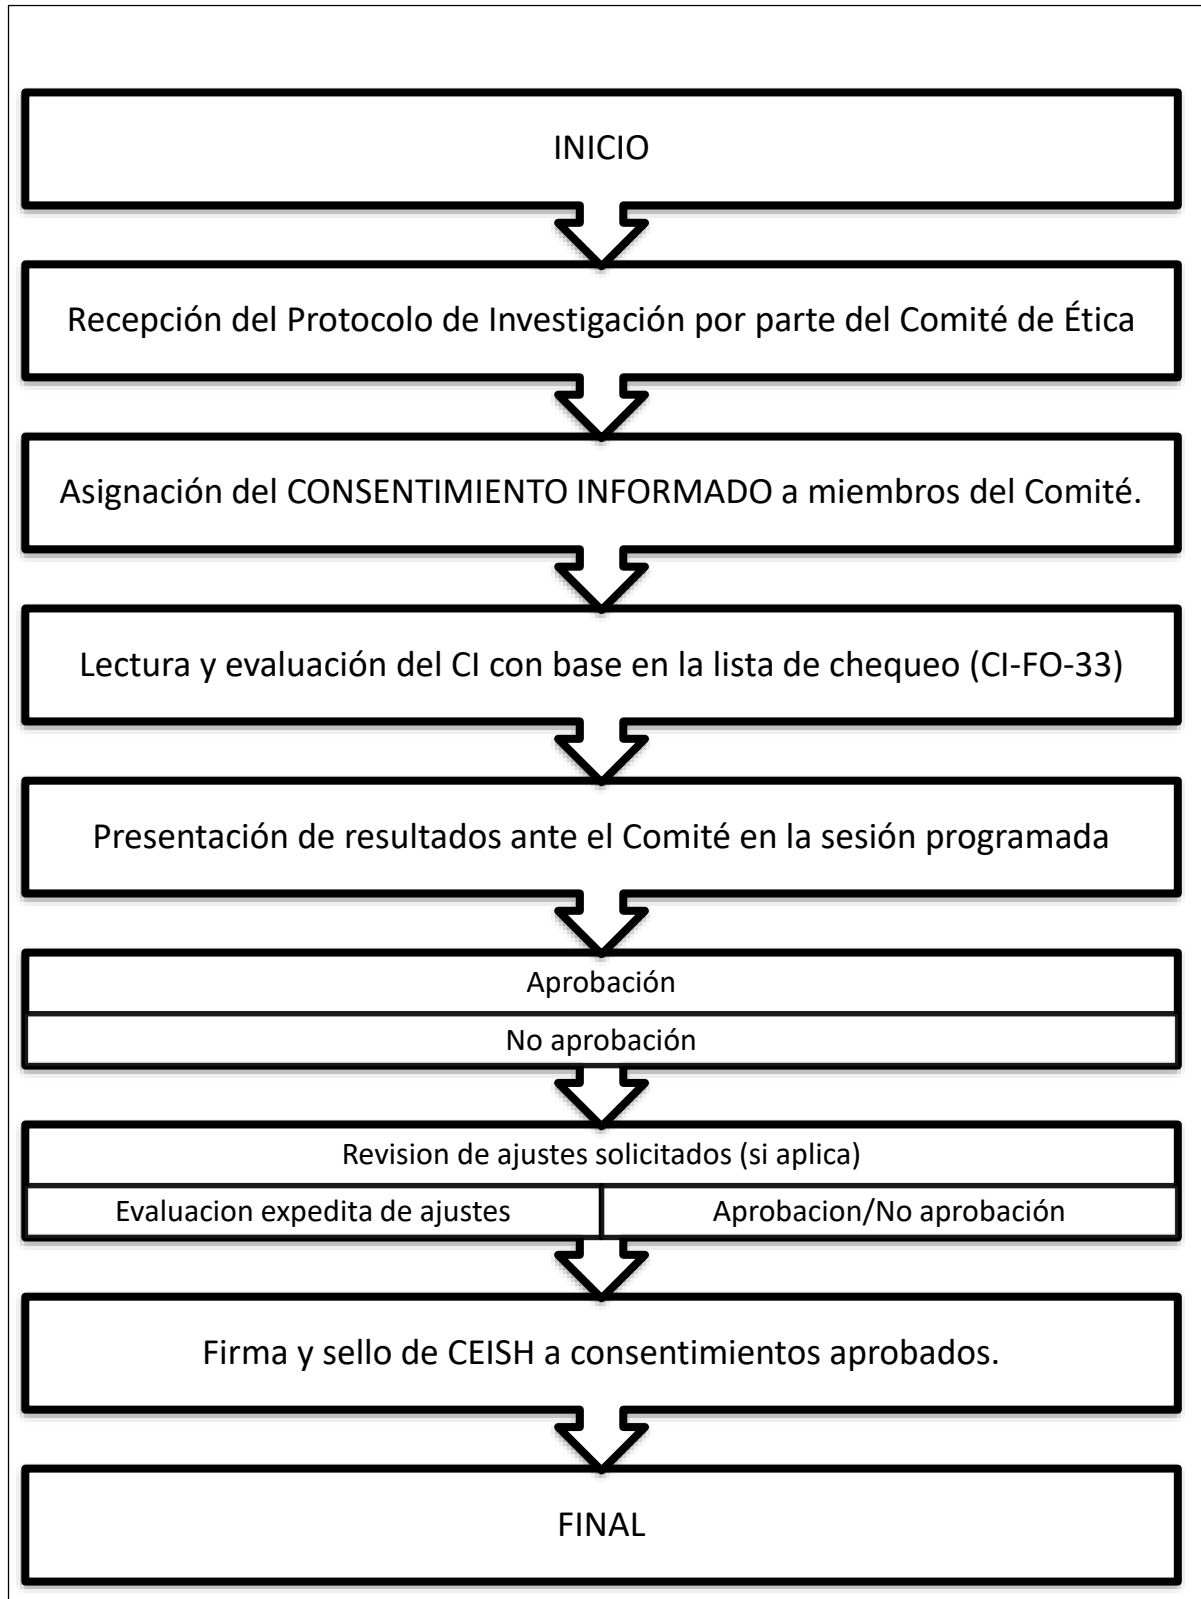 INICIO
Recepción del Protocolo de Investigación por parte del Comité de Ética
Asignación del CONSENTIMIENTO INFORMADO a miembros del Comité.
Lectura y evaluación del CI con base en la lista de chequeo (CI-FO-33)
Presentación de resultados ante el Comité en la sesión programada
Aprobación
No aprobación
Revision de ajustes solicitados (si aplica)
Evaluacion expedita de ajustes
Aprobacion/No aprobación
Firma y sello de CEISH a consentimientos aprobados.
FINAL